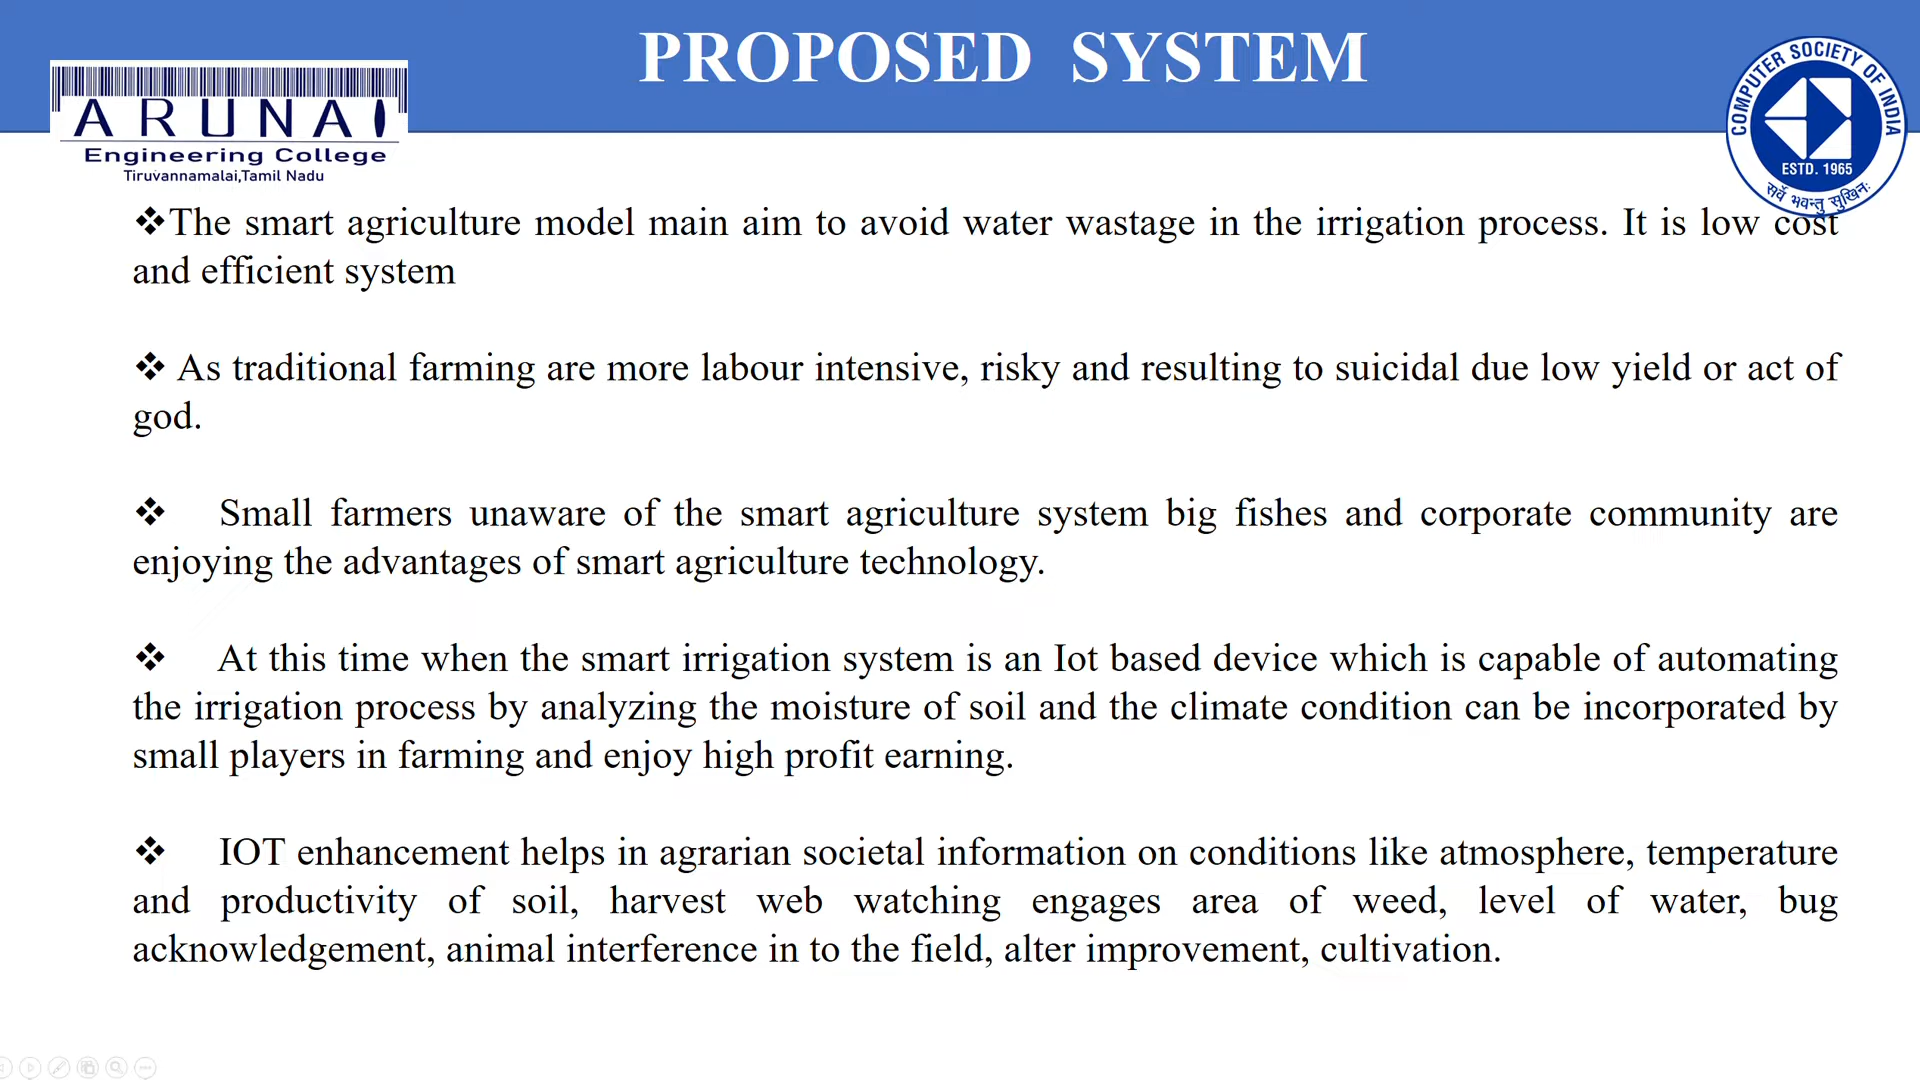 PROPOSED SYSTEM
ARUNAI
Engineering College
Tiruvannamalai,Tamil Nadu
COMPUTER SOCIETY OF INDIA
ESTD. 1965
सर्वे भवन्तु सुखिनः
❖The smart agriculture model main aim to avoid water wastage in the irrigation process. It is low cost
and efficient system
❖ As traditional farming are more labour intensive, risky and resulting to suicidal due low yield or act of
god.
❖ Small farmers unaware of the smart agriculture system big fishes and corporate community are
enjoying the advantages of smart agriculture technology.
❖ At this time when the smart irrigation system is an Iot based device which is capable of automating
the irrigation process by analyzing the moisture of soil and the climate condition can be incorporated by
small players in farming and enjoy high profit earning.
❖ IOT enhancement helps in agrarian societal information on conditions like atmosphere, temperature
and productivity of soil, harvest web watching engages area of weed, level of water, bug
acknowledgement, animal interference in to the field, alter improvement, cultivation.